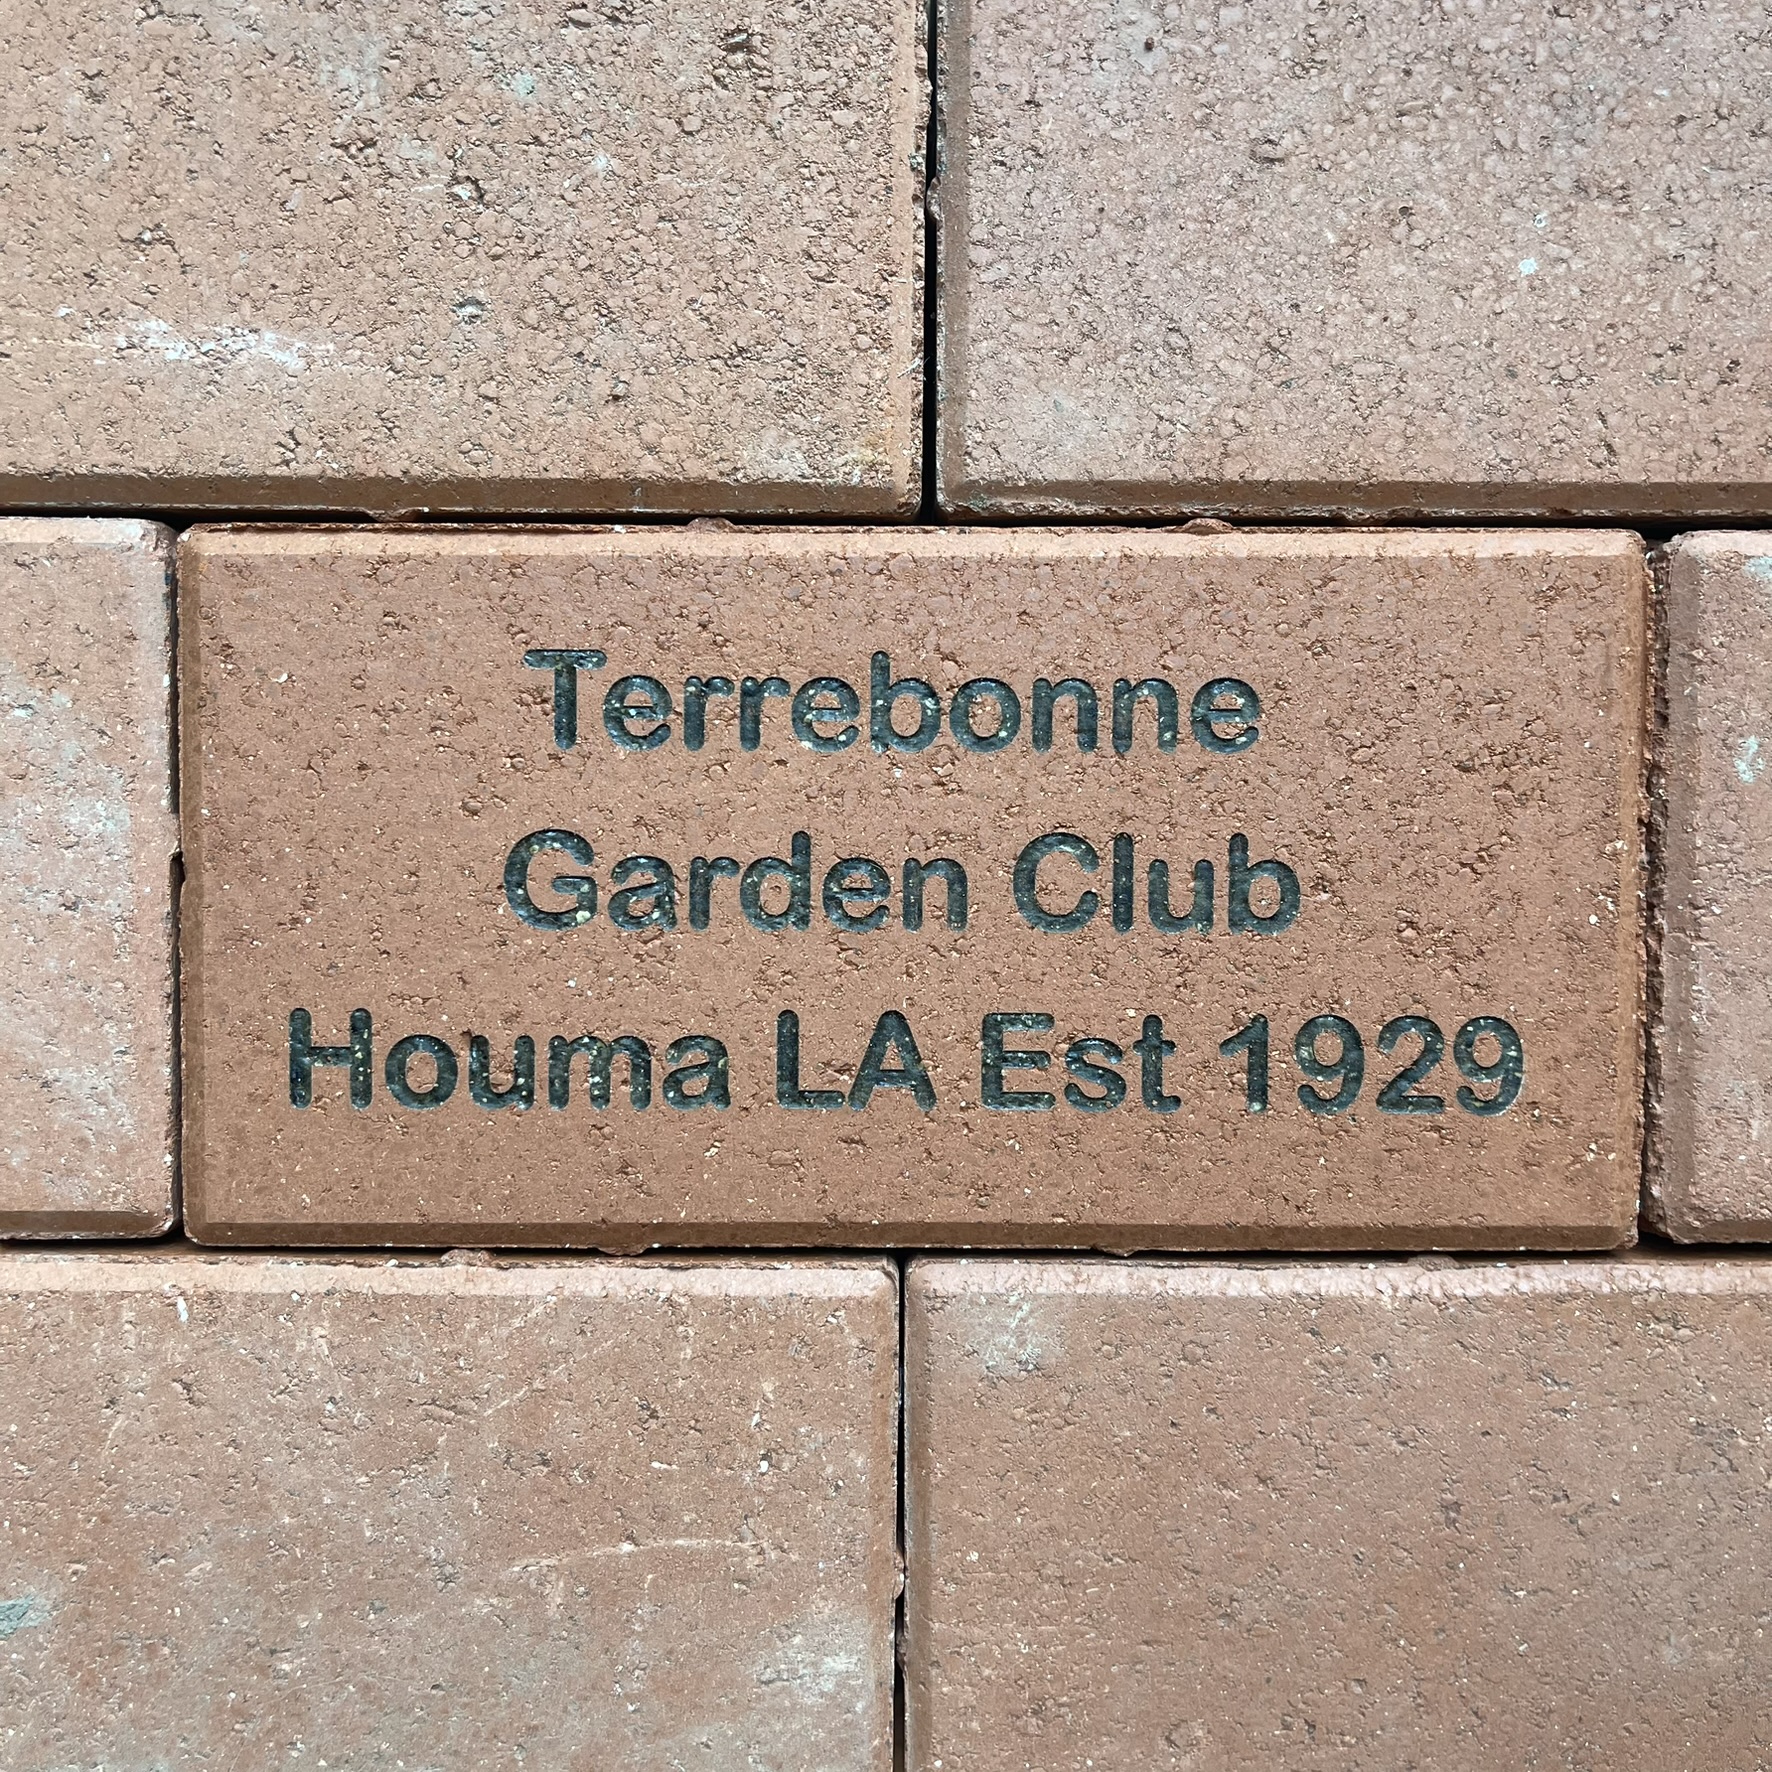 Terrebonne
Garden Club
Houma LA Est 1929